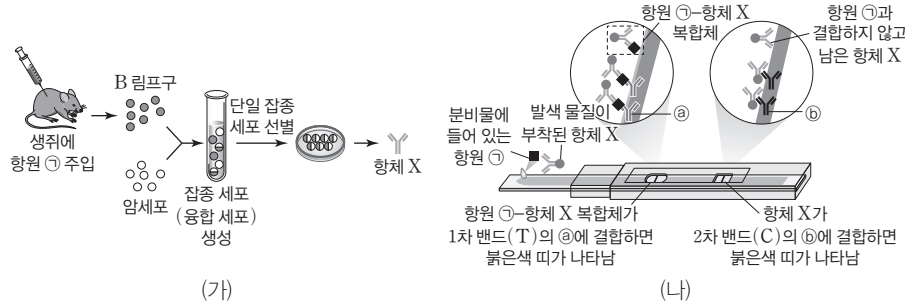 생쥐에
항원 ㉠ 주입
B 림프구
암세포
잡종 세포
(융합 세포)
생성
단일 잡종
세포 선별
항체 X
(가)
항원 ㉠-항체 X
복합체
항원 ㉠과
결합하지 않고
남은 항체 X
ⓐ
ⓑ
분비물에
들어 있는
항원 ㉠
발색 물질이
부착된 항체 X
항원 ㉠-항체 X 복합체가
1차 밴드(T)의 ⓐ에 결합하면
붉은색 띠가 나타남
항체 X가
2차 밴드(C)의 ⓑ에 결합하면
붉은색 띠가 나타남
(나)